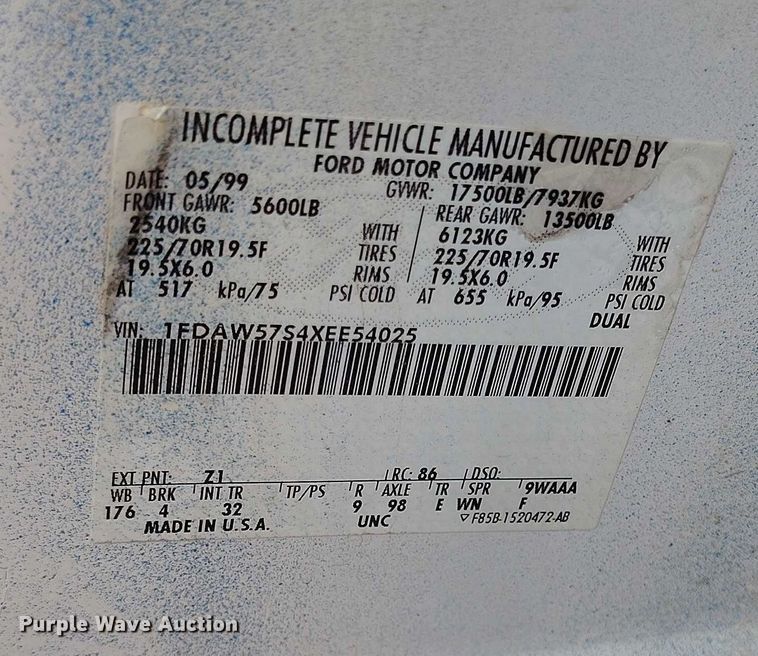 INCOMPLETE VEHICLE MANUFACTURED BY
FORD MOTOR COMPANY
DATE: 05/99 GVWR: 17500LB/7937KG
FRONT GAWR: 5600LB REAR GAWR: 13500LB
2540KG WITH 6123KG WITH
225/70R19.5F TIRES 225/70R19.5F TIRES
19.5X6.0 RIMS 19.5X6.0 RIMS
AT 517 kPa/75 PSI COLD AT 655 kPa/95 PSI COLD
DUAL
VIN: 1FDAW57S4XEE54025
EXT PNT: Z1 RC: 86 DSO:
WB BRK INT TR TP/PS R AXLE TR SPR 9WAAA
176 4 32 9 98 E WN F
MADE IN U.S.A. UNC ▽ F85B-1520472-AB
Purple Wave Auction